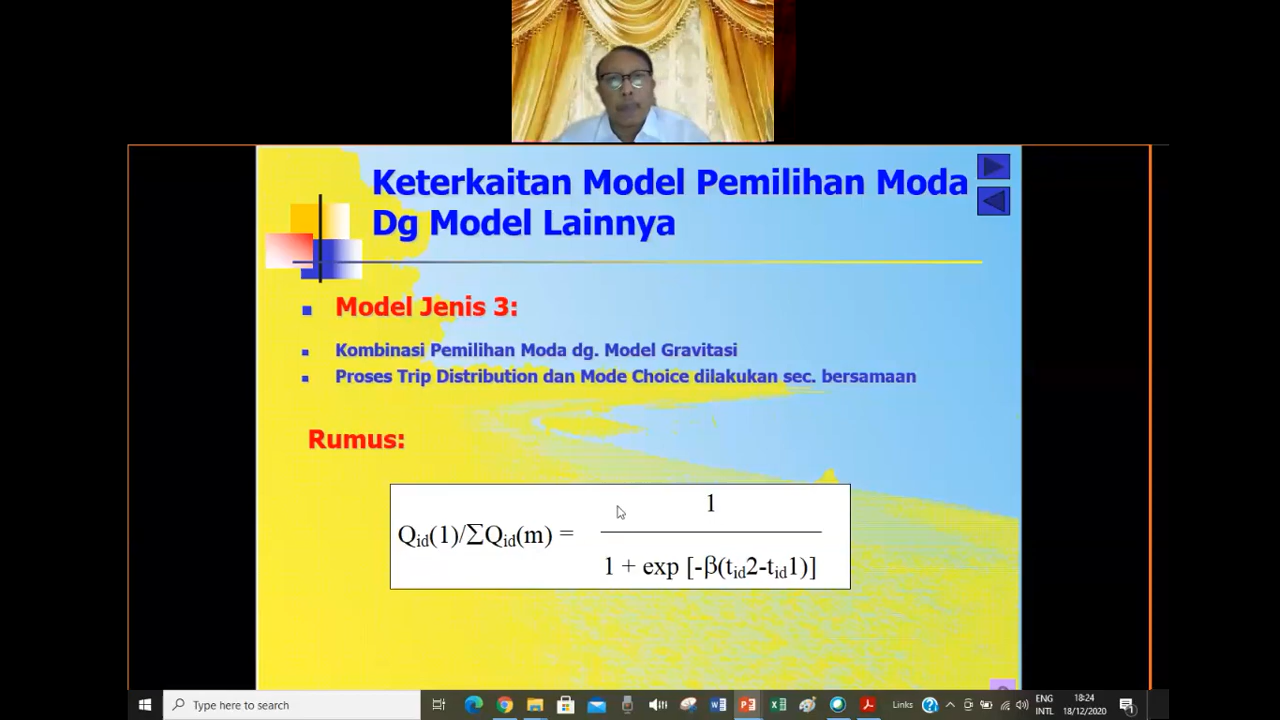 Keterkaitan Model Pemilihan Moda
Dg Model Lainnya
Model Jenis 3:
Kombinasi Pemilihan Moda dg. Model Gravitasi
Proses Trip Distribution dan Mode Choice dilakukan sec. bersamaan
Rumus:
1
Qid(1)/ΣQid(m) =
1 + exp [-β(tid2-tid1)]
Type here to search
Links
ENG
INTL
18:24
18/12/2020